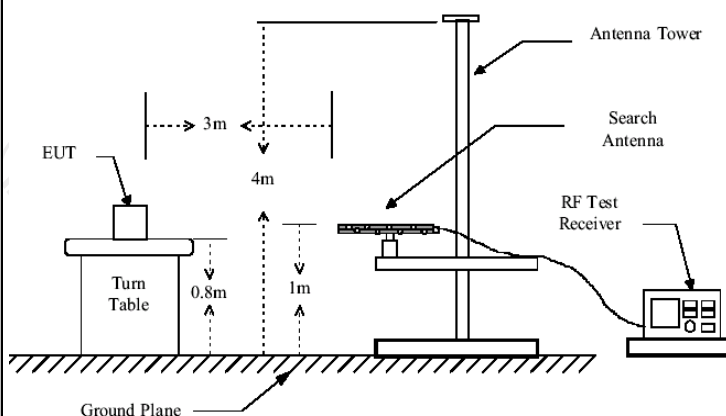 Antenna Tower
3m
Search
Antenna
EUT
4m
RF Test
Receiver
Turn
Table
0.8m
1m
Ground Plane